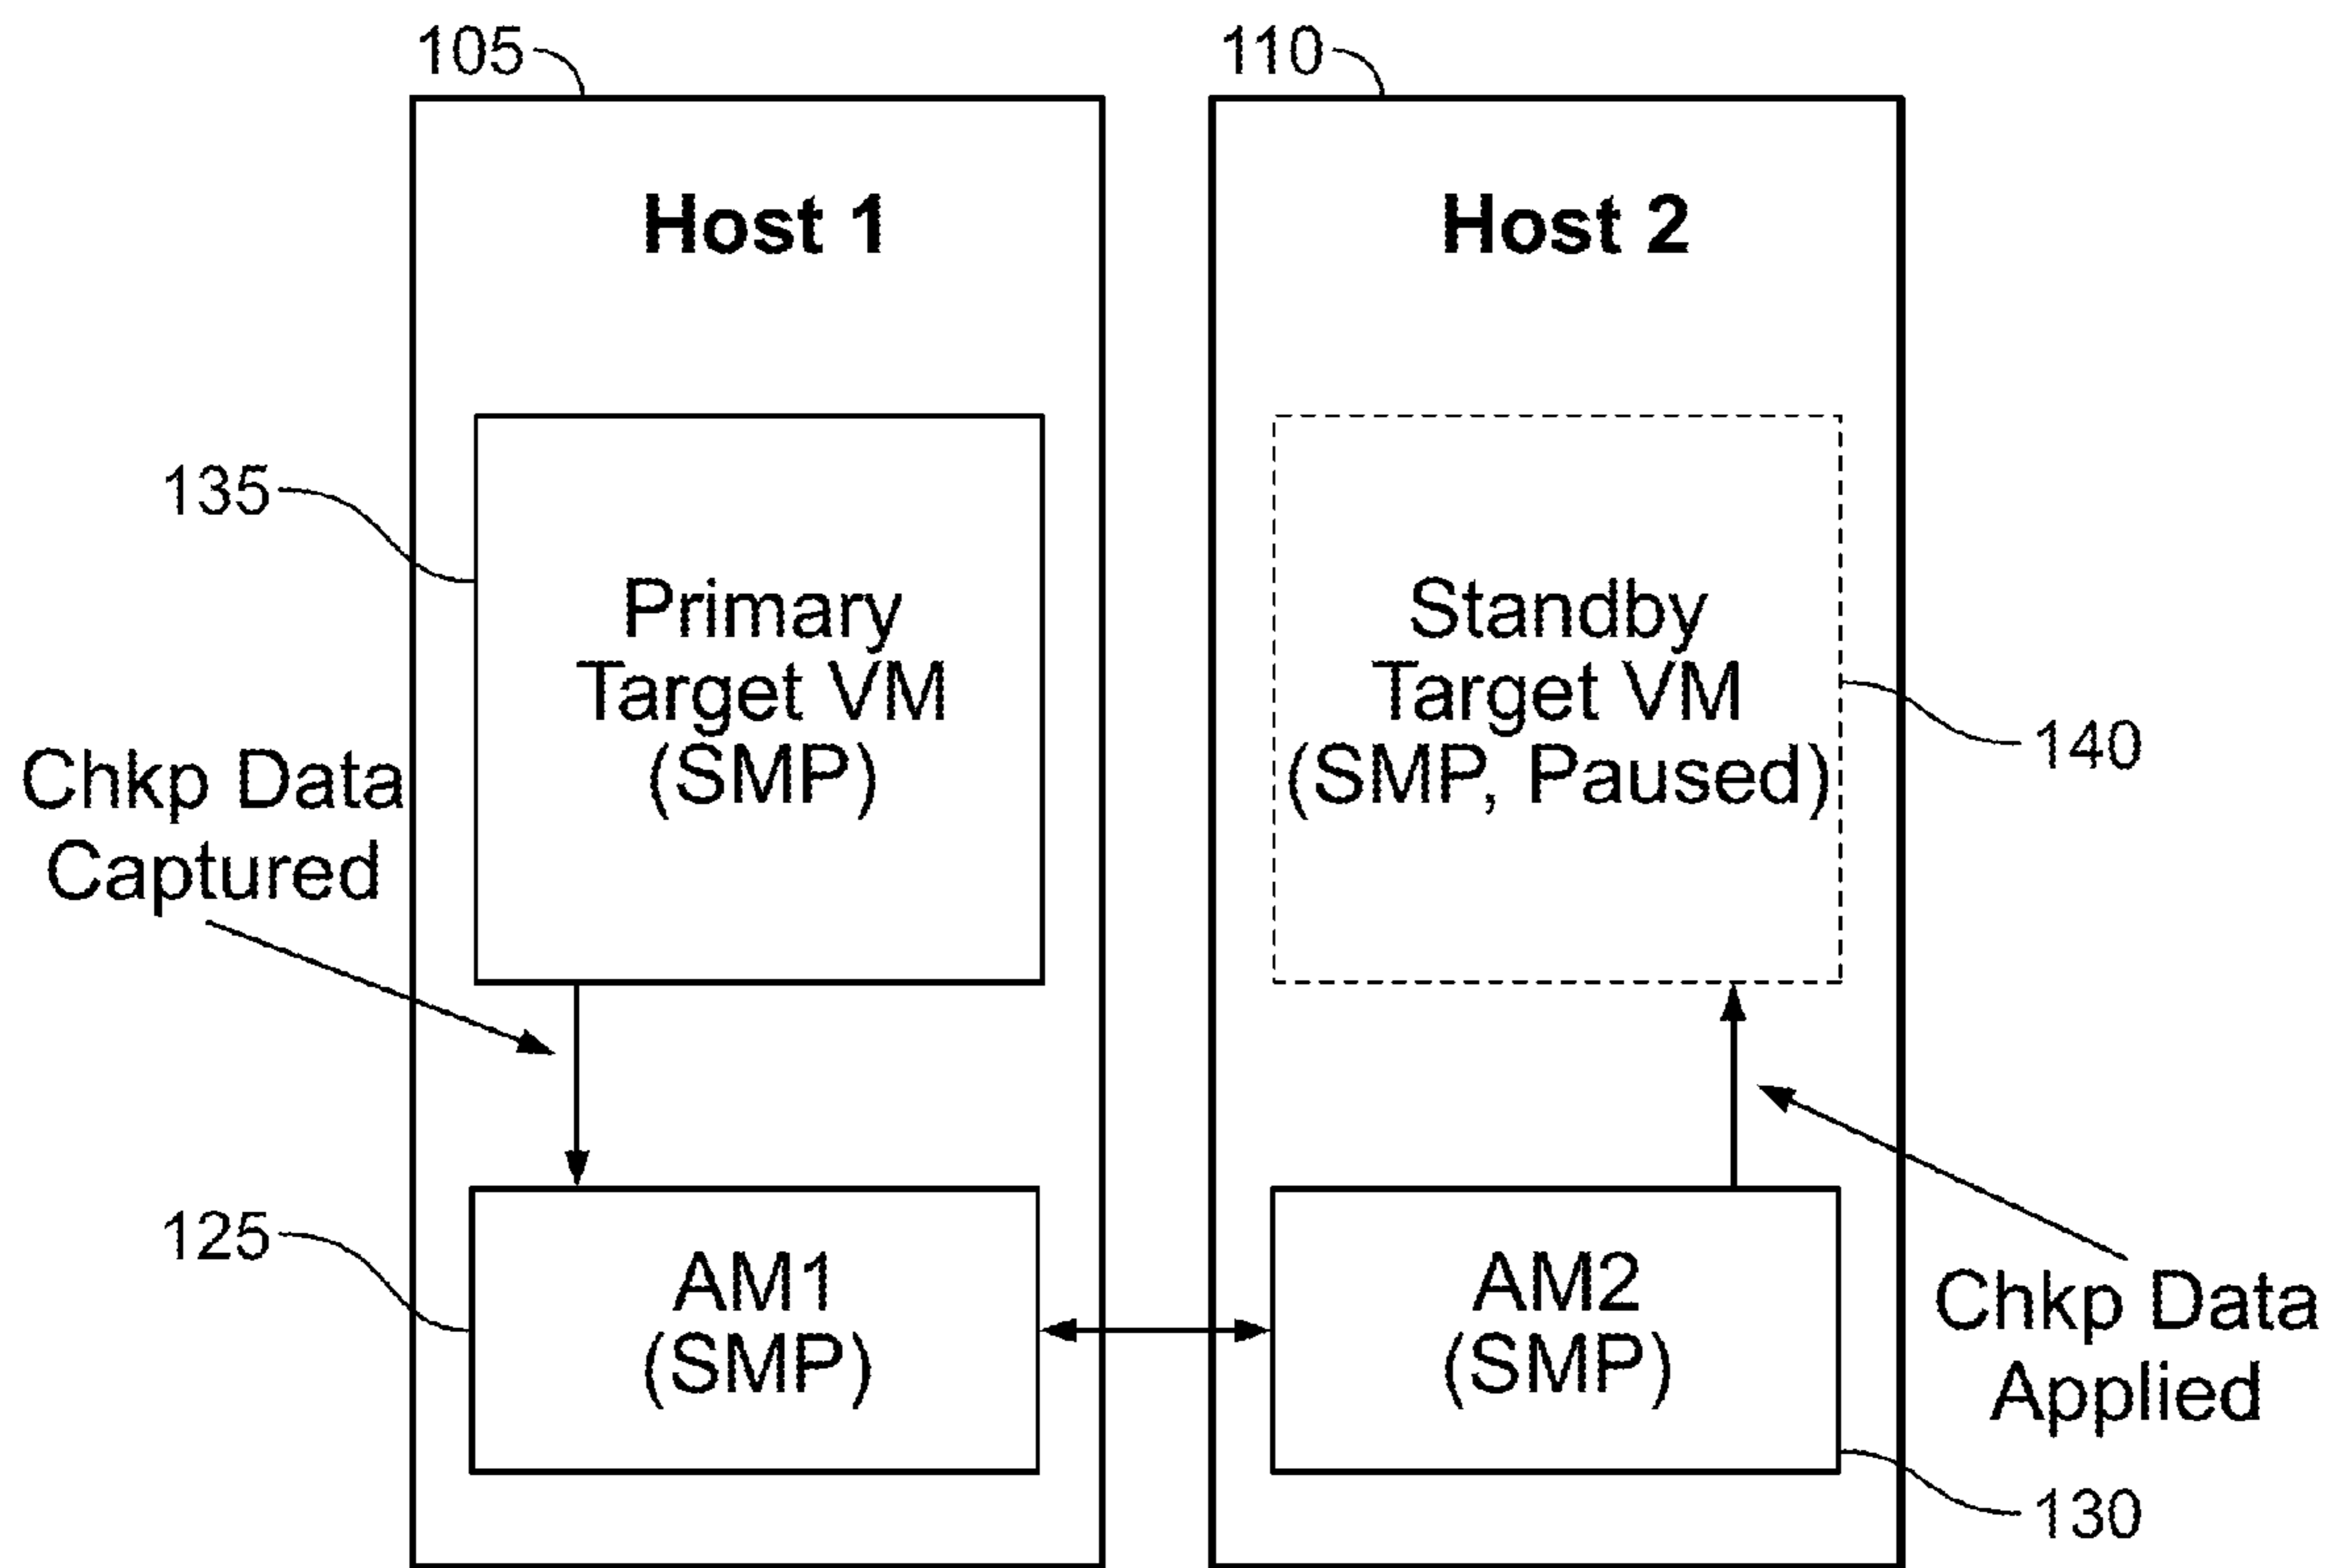 105
110
Host 1
Host 2
135
Primary
Target VM
(SMP)
Standby
Target VM
(SMP, Paused)
140
Chkp Data
Captured
125
AM1
(SMP)
AM2
(SMP)
Chkp Data
Applied
130